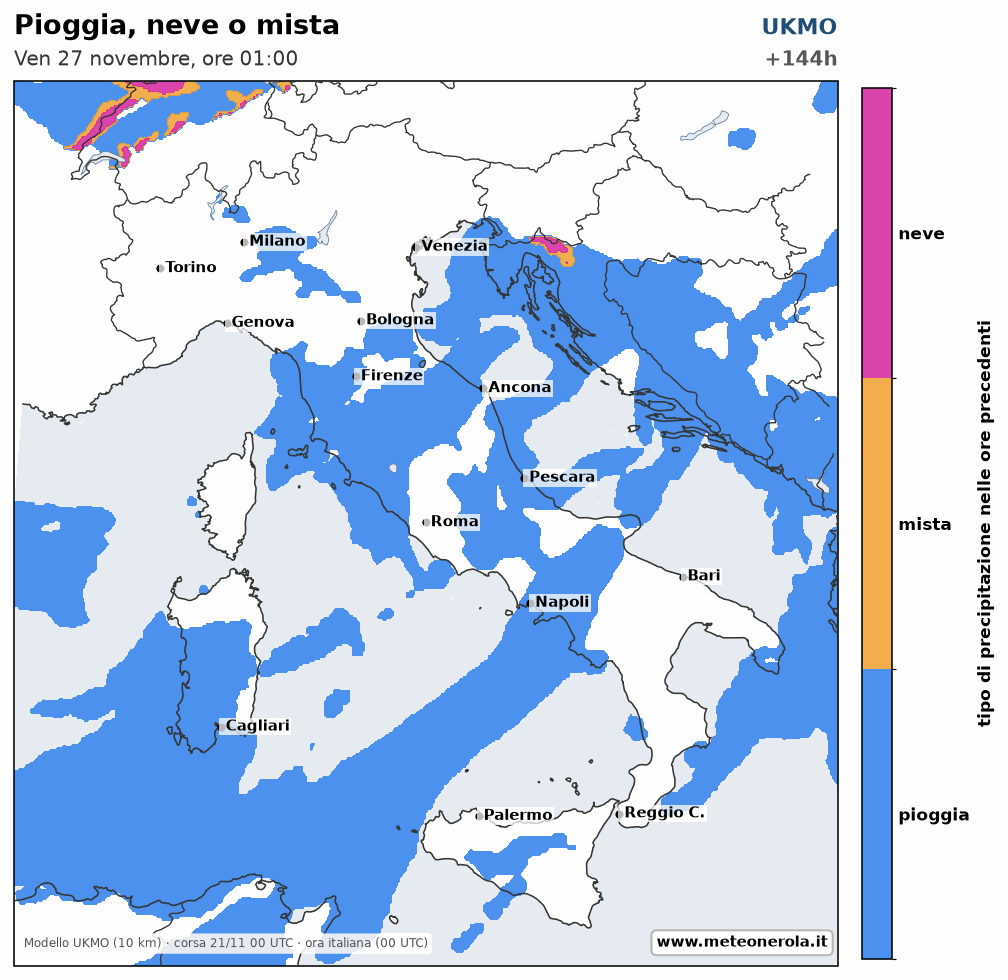 Pioggia, neve o mista
UKMO
Ven 27 novembre, ore 01:00
+144h
neve
Milano
Venezia
Torino
Genova
Bologna
Firenze
Ancona
Pescara
Roma
mista
Bari
Napoli
Cagliari
Palermo
Reggio C.
pioggia
tipo di precipitazione nelle ore precedenti
Modello UKMO (10 km) · corsa 21/11 00 UTC · ora italiana (00 UTC)
www.meteonerola.it